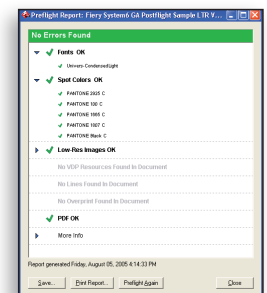 Preflight Report: Fiery System6 GA Postflight Sample LTR V...
No Errors Found
Fonts OK
Univers-CondensedLight
Spot Colors OK
PANTONE 2935 C
PANTONE 100 C
PANTONE 1565 C
PANTONE 1807 C
PANTONE Black C
Low-Res Images OK
No VDP Resources Found In Document
No Lines Found In Document
No Overprint Found In Document
PDF OK
More Info
Report generated Friday, August 05, 2005 4:14:33 PM
Save... Print Report... Preflight Again Close